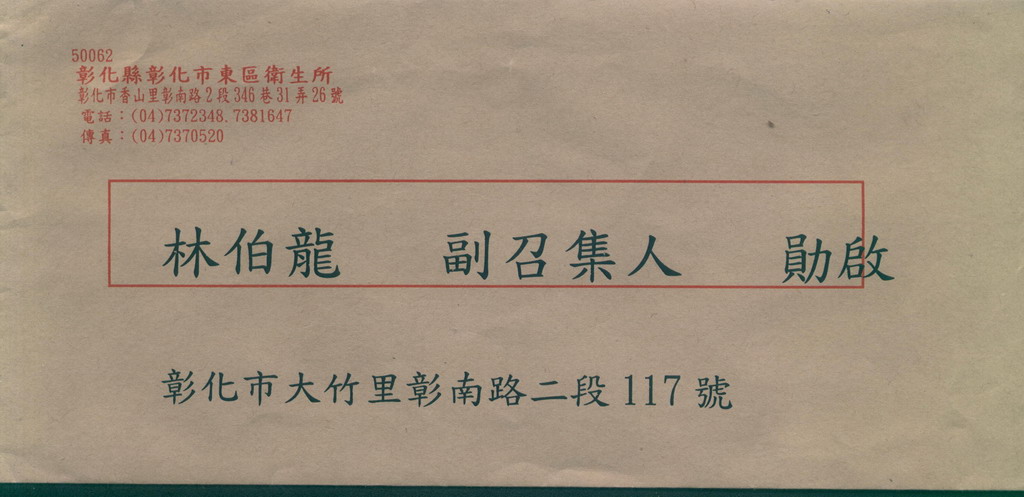 50062
彰化縣彰化市東區衛生所
彰化市香山里彰南路2段346巷31弄26號
電話：(04)7372348.7381647
傳真：(04)7370520
林伯龍 副召集人 勛啟
彰化市大竹里彰南路二段117號